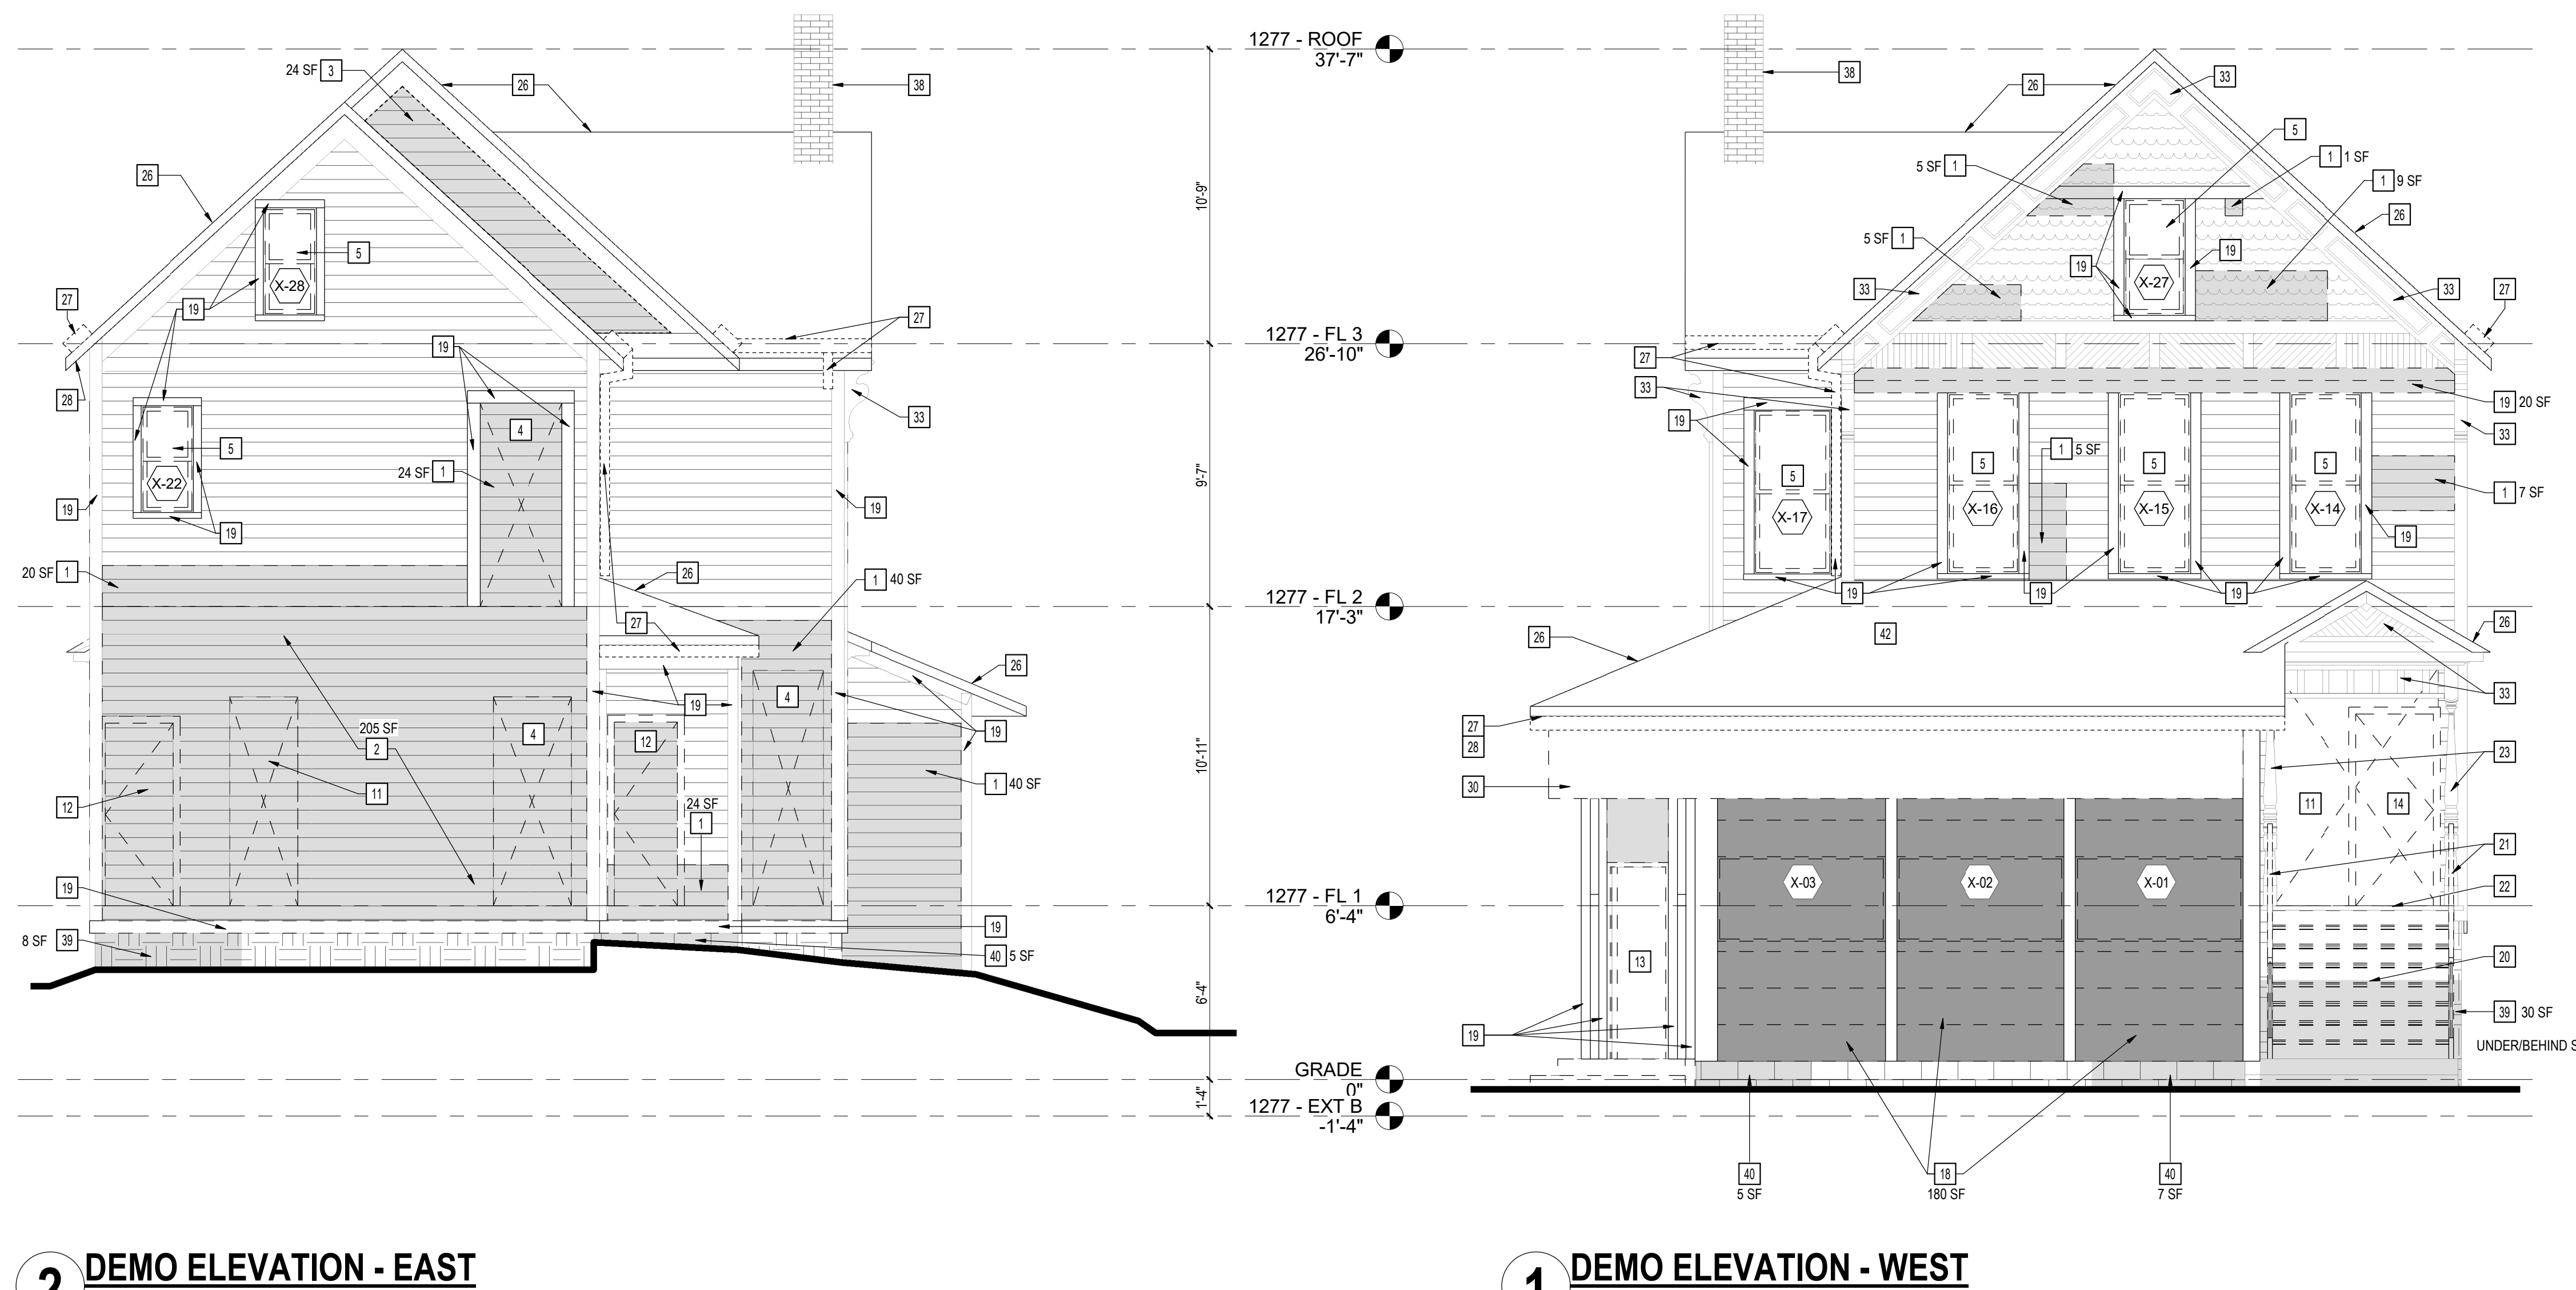 24 SF 3
26
38
26
5
X-28
27
19
27
19
28
33
5
4
24 SF 1
X-22
19
19
19
20 SF 1
26
1 40 SF
27
26
19
4
19
205 SF
2
4
12
12
11
24 SF
1
1 40 SF
19
19
8 SF 39
40 5 SF
10'-9"
9'-7"
10'-11"
6'-4"
1'-4"
1277 - ROOF
37'-7"
1277 - FL 3
26'-10"
1277 - FL 2
17'-3"
1277 - FL 1
6'-4"
GRADE
0"
1277 - EXT B
-1'-4"
38
26
33
5
5 SF 1
1 1 SF
1 9 SF
26
5 SF 1
19
19
X-27
33
33
27
27
33
19
19 20 SF
33
5
5
1 5 SF
5
5
1 7 SF
X-17
X-16
X-15
X-14
19
19
19
19
26
42
26
33
27
28
30
23
11
14
21
X-03
X-02
X-01
22
13
20
19
39 30 SF
UNDER/BEHIND S
40
5 SF
18
180 SF
40
7 SF
2 DEMO ELEVATION - EAST
1 DEMO ELEVATION - WEST